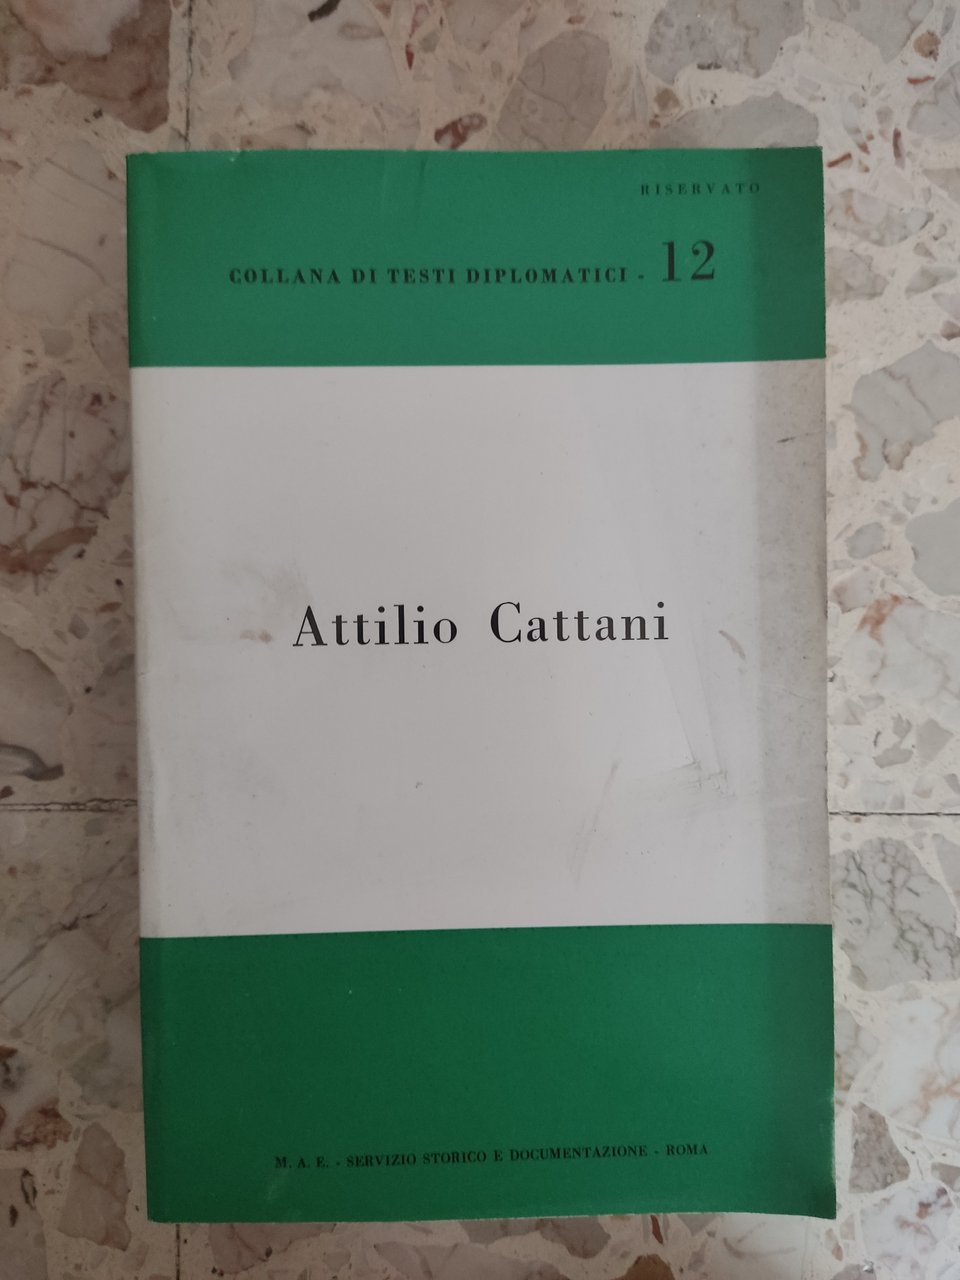 RISERVATO
COLLANA DI TESTI DIPLOMATICI - 12
Attilio Cattani
M. A. E. - SERVIZIO STORICO E DOCUMENTAZIONE - ROMA